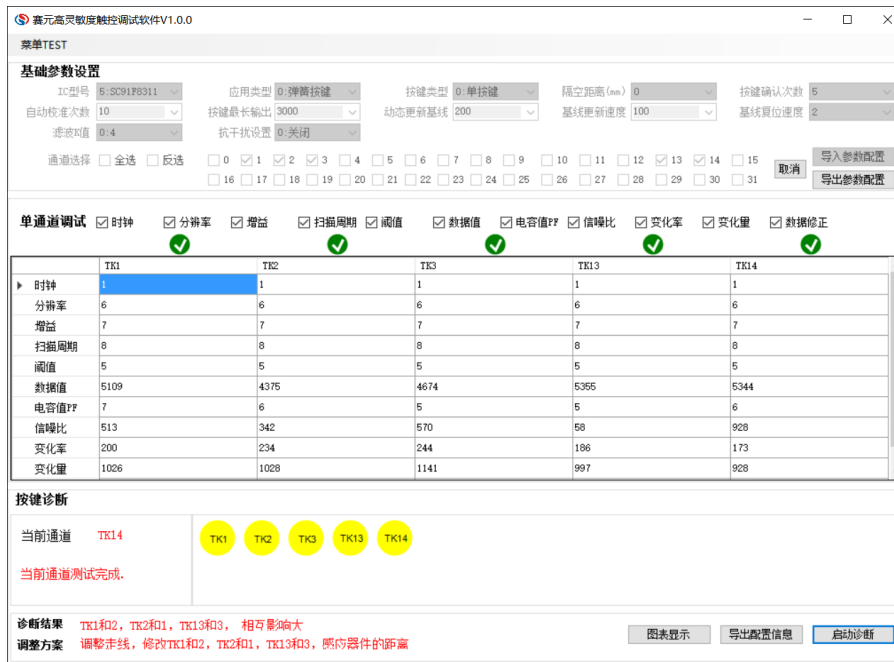 赛元高灵敏度触控调试软件V1.0.0
菜单TEST
基础参数设置
IC型号 5:SC91F8311 应用类型 0:弹簧按键 按键类型 0:单按键 隔空距离(mm) 0 按键确认次数 5
自动校准次数 10 按键最长输出 3000 动态更新基线 200 基线更新速度 100 基线复位速度 2
滤波K值 0:4 抗干扰设置 0:关闭
通道选择 全选 反选 0 1 2 3 4 5 6 7 8 9 10 11 12 13 14 15 取消 导入参数配置
16 17 18 19 20 21 22 23 24 25 26 27 28 29 30 31 导出参数配置
单通道调试 时钟 分辨率 增益 扫描周期 阈值 数据值 电容值PF 信噪比 变化率 变化量 数据修正
TK1 TK2 TK3 TK13 TK14
时钟 1 1 1 1 1
分辨率 6 6 6 6 6
增益 7 7 7 7 7
扫描周期 8 8 8 8 8
阈值 5 5 5 5 5
数据值 5109 4375 4674 5355 5344
电容值PF 7 6 5 5 6
信噪比 513 342 570 58 928
变化率 200 234 244 186 173
变化量 1026 1028 1141 997 928
按键诊断
当前通道 TK14 TK1 TK2 TK3 TK13 TK14
当前通道测试完成.
诊断结果 TK1和2，TK2和1，TK13和3， 相互影响大
调整方案 调整走线，修改TK1和2，TK2和1，TK13和3，感应器件的距离
图表显示 导出配置信息 启动诊断